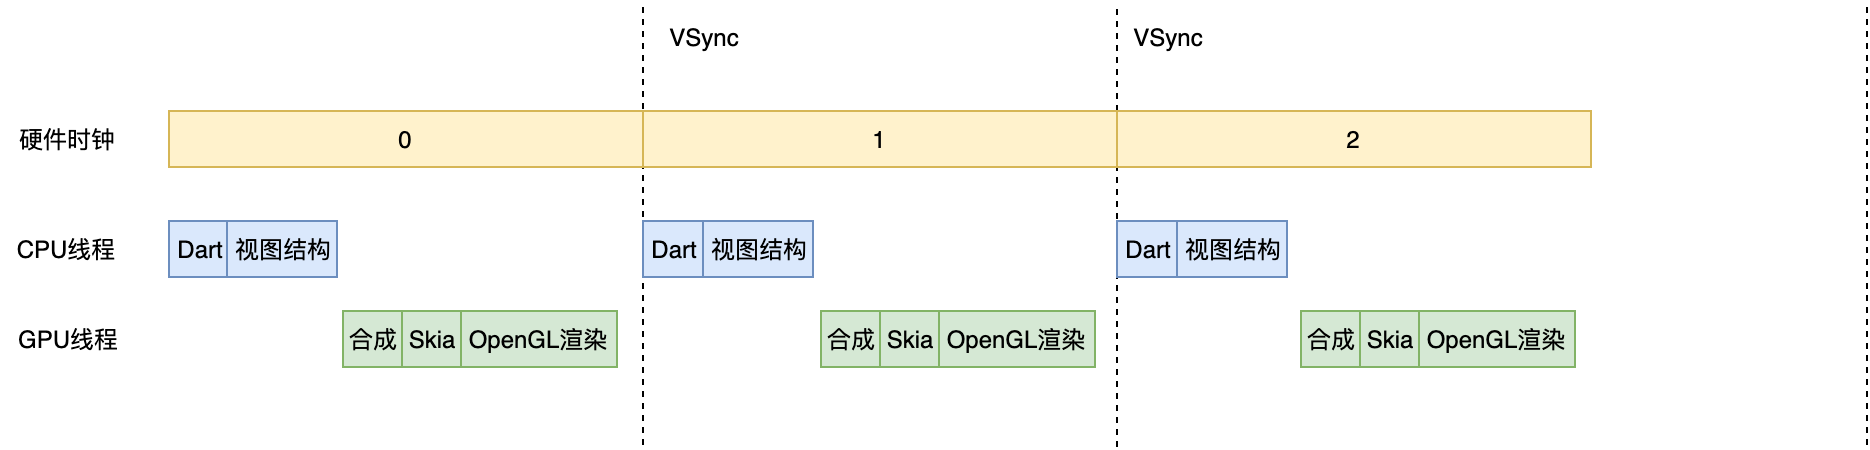 VSync VSync
硬件时钟 0 1 2
CPU线程 Dart 视图结构 Dart 视图结构 Dart 视图结构
GPU线程 合成 Skia OpenGL渲染 合成 Skia OpenGL渲染 合成 Skia OpenGL渲染